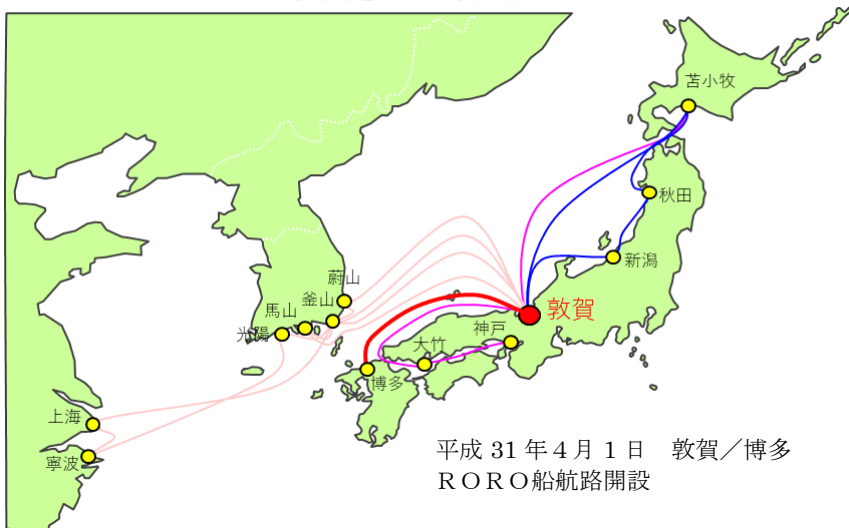 苫小牧
秋田
新潟
蔚山
釜山
馬山
光陽
敦賀
神戸
大竹
博多
上海
寧波
平成 31 年４月 1 日　敦賀／博多
ＲＯＲＯ船航路開設